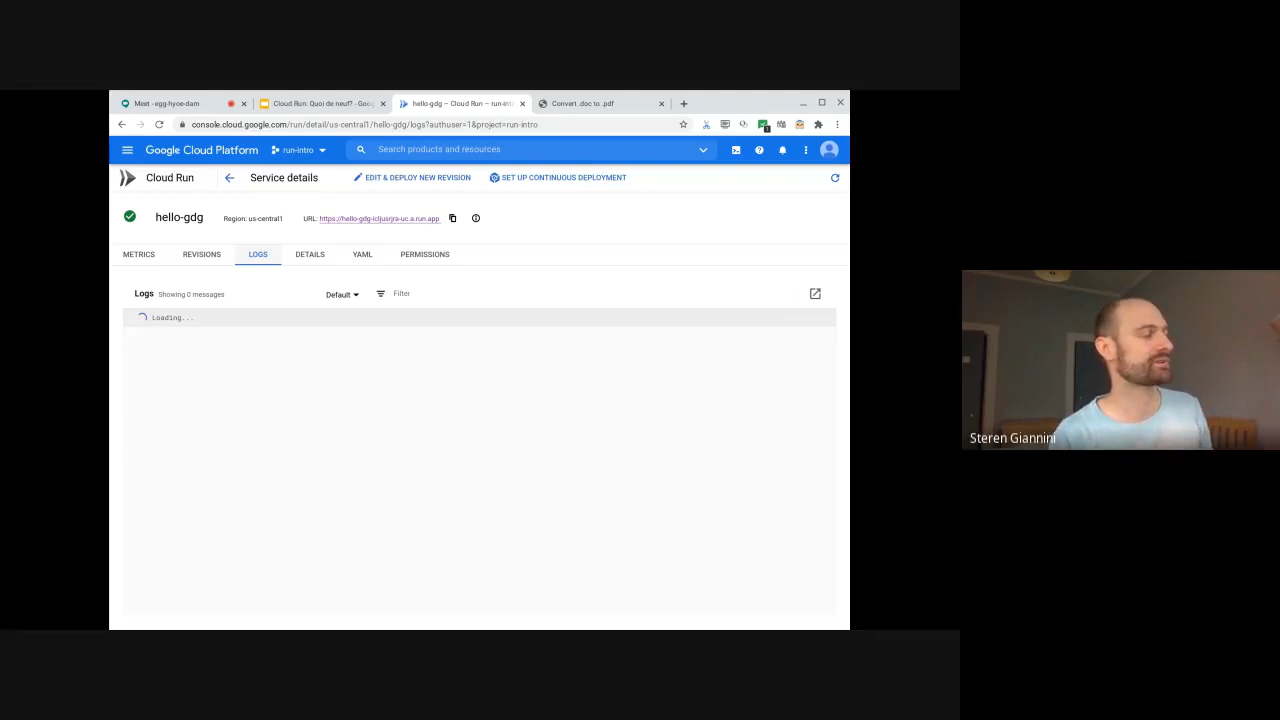 Meet - egg-hyoe-dam
Cloud Run: Quoi de neuf? - Goog
hello-gdg – Cloud Run – run-int
Convert .doc to .pdf
console.cloud.google.com/run/detail/us-central1/hello-gdg/logs?authuser=1&project=run-intro
1
Google Cloud Platform
run-intro
Search products and resources
Cloud Run
Service details
EDIT & DEPLOY NEW REVISION
SET UP CONTINUOUS DEPLOYMENT
hello-gdg
Region: us-central1
URL: https://hello-gdg-icljusrjra-uc.a.run.app
METRICS
REVISIONS
LOGS
DETAILS
YAML
PERMISSIONS
Logs
Showing 0 messages
Default
Filter
Loading...
Steren Giannini